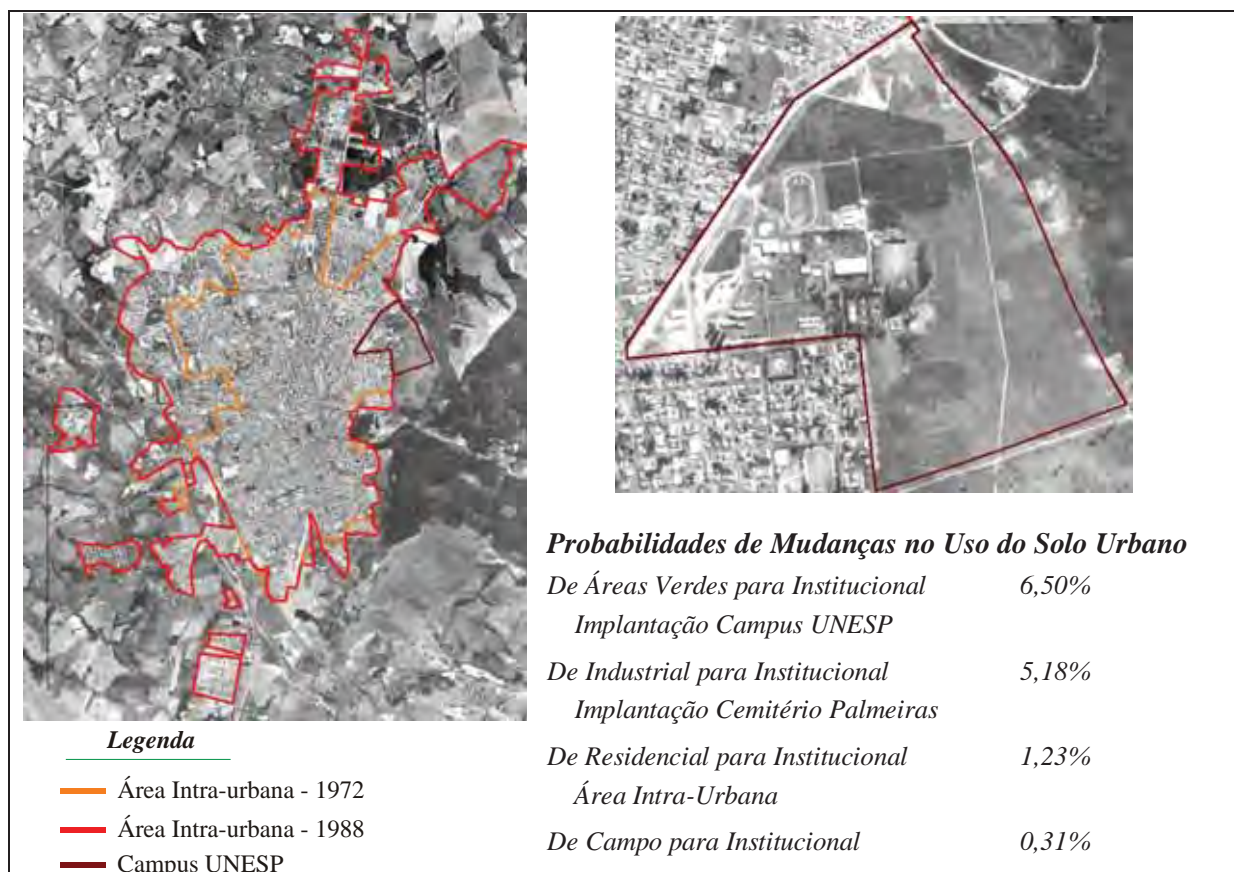 Probabilidades de Mudanças no Uso do Solo Urbano
De Áreas Verdes para Institucional 6,50%
Implantação Campus UNESP
De Industrial para Institucional 5,18%
Implantação Cemitério Palmeiras
De Residencial para Institucional 1,23%
Área Intra-Urbana
De Campo para Institucional 0,31%
Legenda
Área Intra-urbana - 1972
Área Intra-urbana - 1988
Campus UNESP